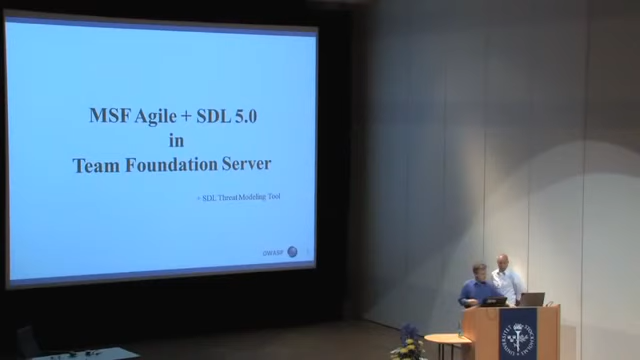 MSF Agile + SDL 5.0
in
Team Foundation Server
+ SDL Threat Modeling Tool
OWASP